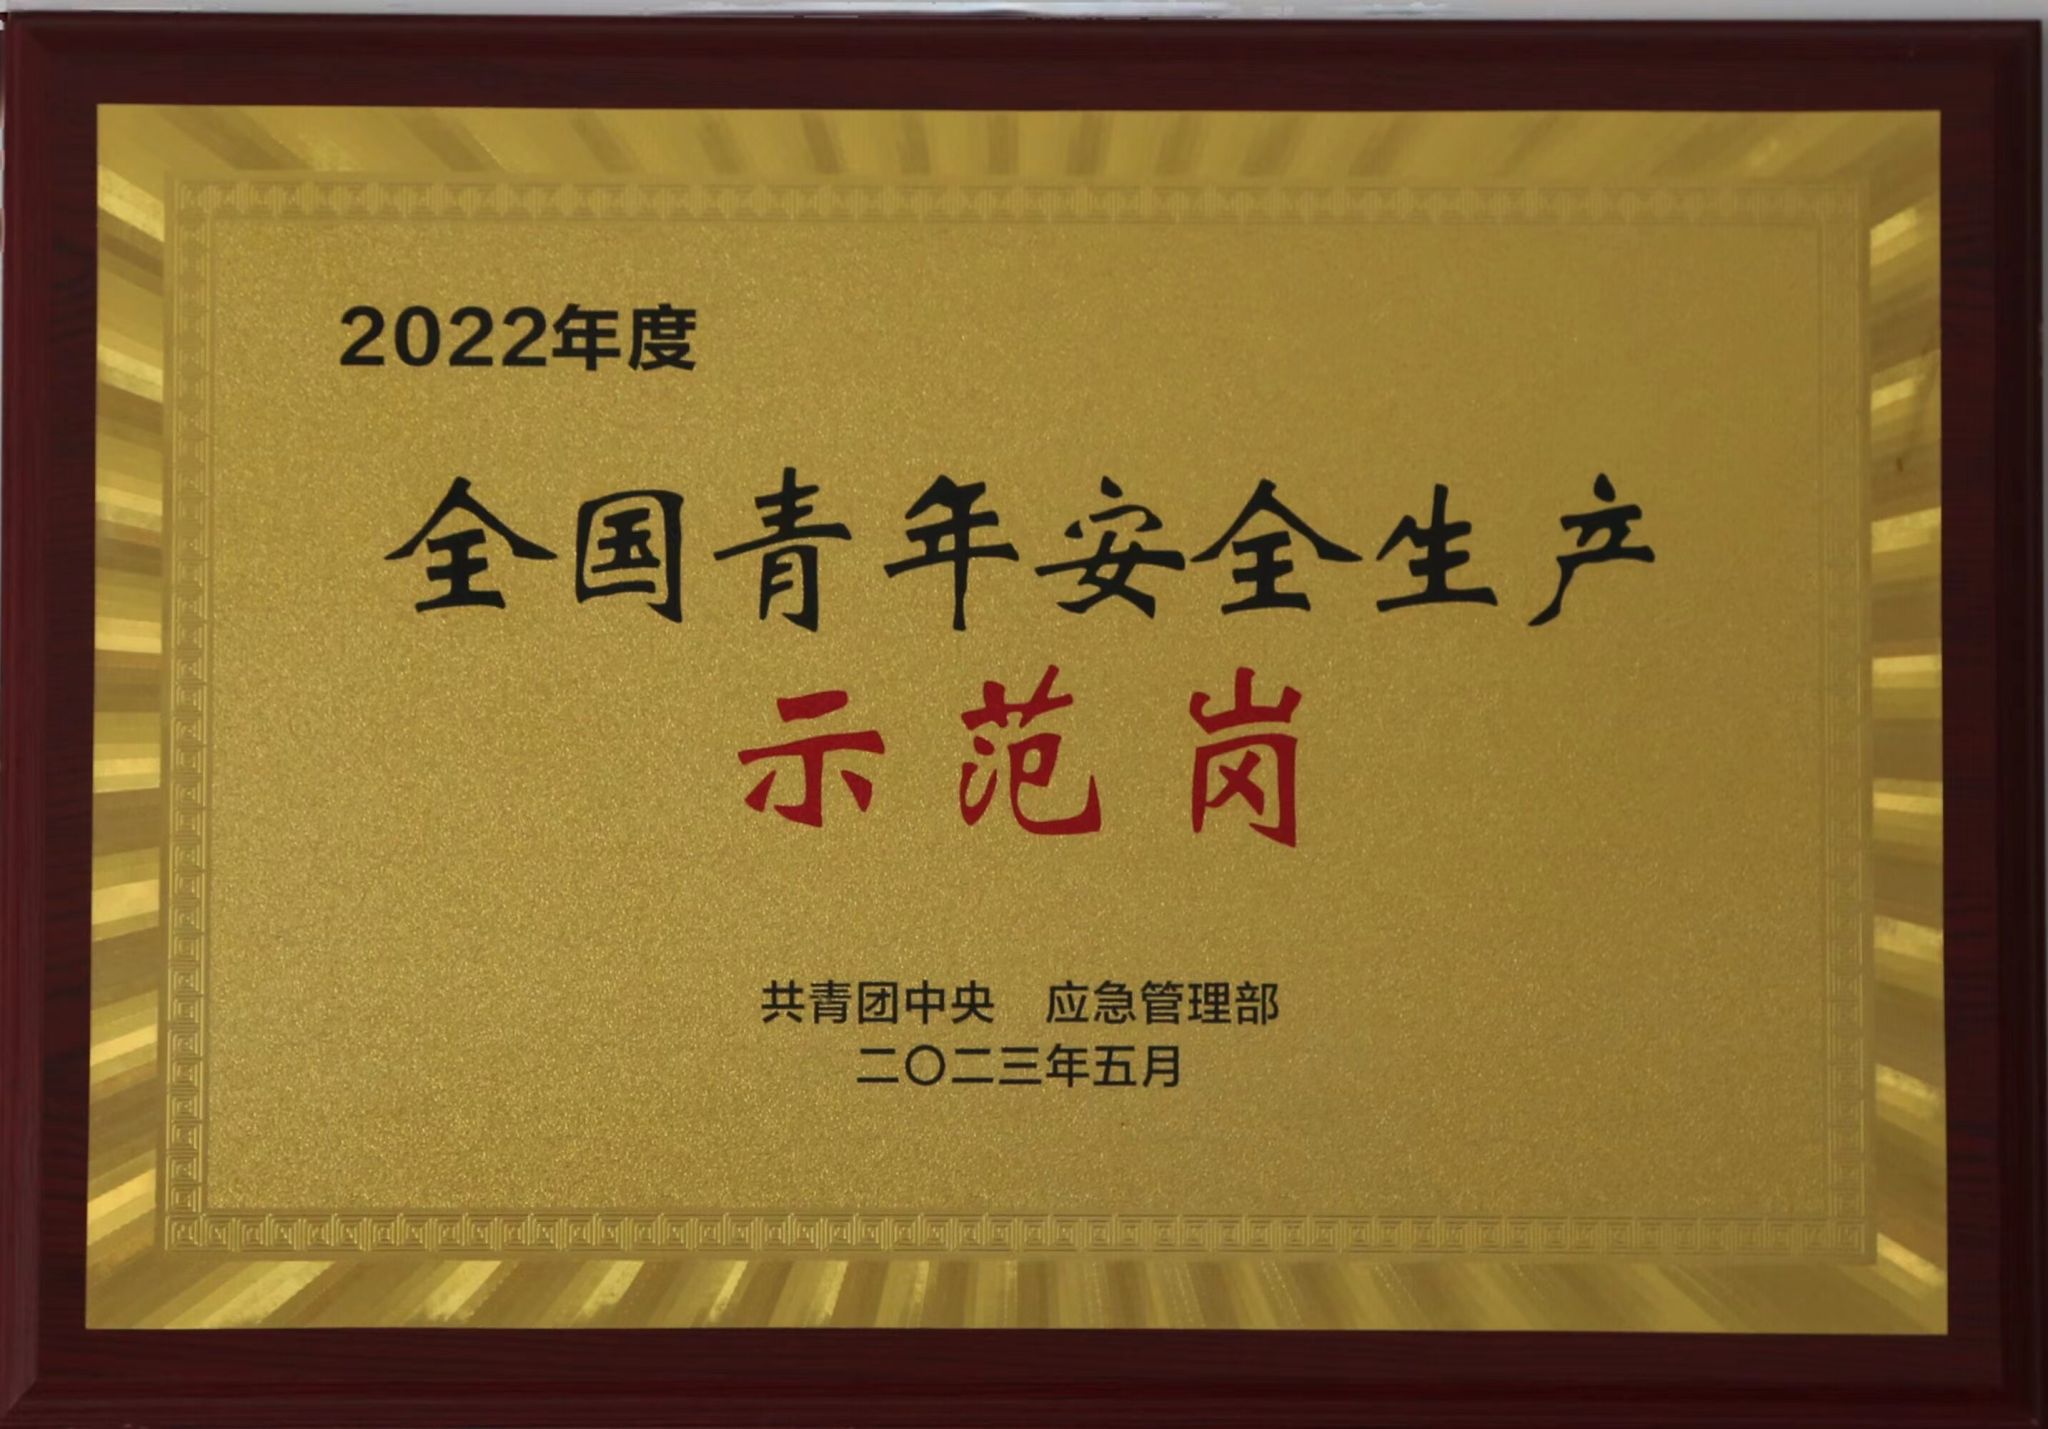 2022年度
全国青年安全生产
示范岗
共青团中央　应急管理部
二〇二三年五月